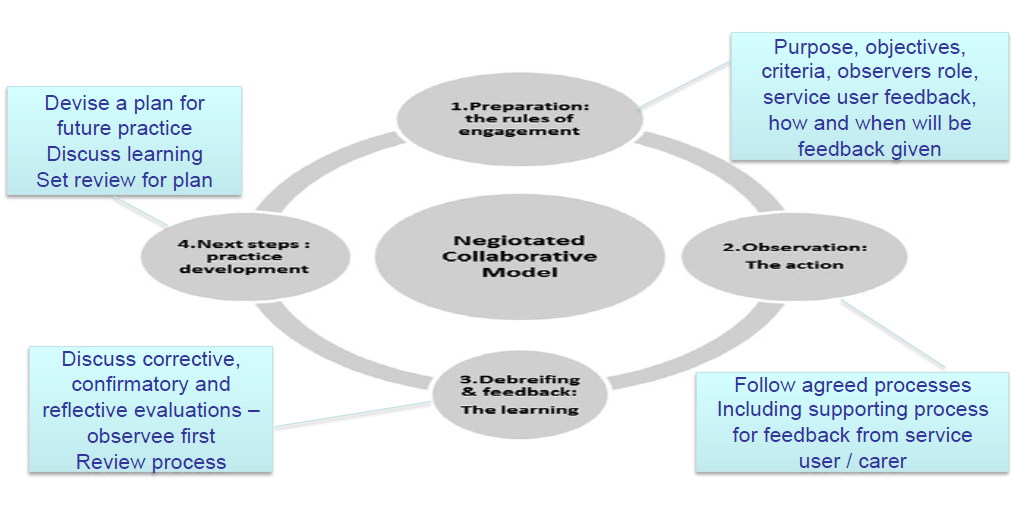 Purpose, objectives,
criteria, observers role,
service user feedback,
how and when will be
feedback given
Devise a plan for
future practice
Discuss learning
Set review for plan
1.Preparation:
the rules of
engagement
4.Next steps :
practice
development
Negiotated
Collaborative
Model
2.Observation:
The action
3.Debreifing
& feedback:
The learning
Discuss corrective,
confirmatory and
reflective evaluations –
observee first
Review process
Follow agreed processes
Including supporting process
for feedback from service
user / carer